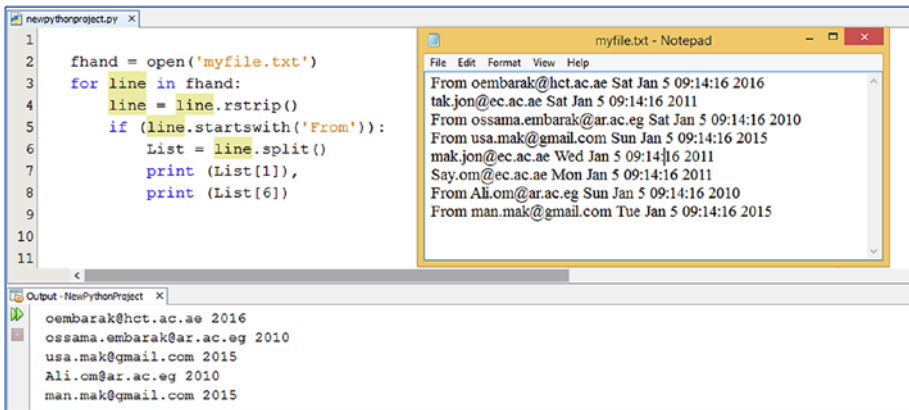 newpythonproject.py ×
1
2 fhand = open('myfile.txt')
3 for line in fhand:
4 line = line.rstrip()
5 if (line.startswith('From')):
6 List = line.split()
7 print (List[1]),
8 print (List[6])
9
10
11
myfile.txt - Notepad
File Edit Format View Help
From oembarak@hct.ac.ae Sat Jan 5 09:14:16 2016
tak.jon@ec.ac.ae Sat Jan 5 09:14:16 2011
From ossama.embarak@ar.ac.eg Sat Jan 5 09:14:16 2010
From usa.mak@gmail.com Sun Jan 5 09:14:16 2015
mak.jon@ec.ac.ae Wed Jan 5 09:14:16 2011
Say.om@ec.ac.ae Mon Jan 5 09:14:16 2011
From Ali.om@ar.ac.eg Sun Jan 5 09:14:16 2010
From man.mak@gmail.com Tue Jan 5 09:14:16 2015
Output - NewPythonProject ×
oembarak@hct.ac.ae 2016
ossama.embarak@ar.ac.eg 2010
usa.mak@gmail.com 2015
Ali.om@ar.ac.eg 2010
man.mak@gmail.com 2015